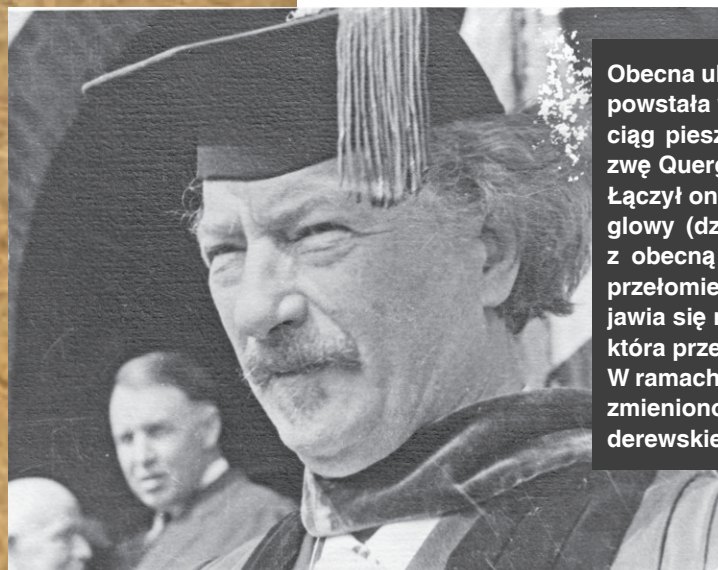 Obecna ul
powstała
ciąg piesz
zwę Querg
Łączył on
glowy (dz
z obecną
przełomie
jawia się n
która prze
W ramach
zmieniono
derewskie